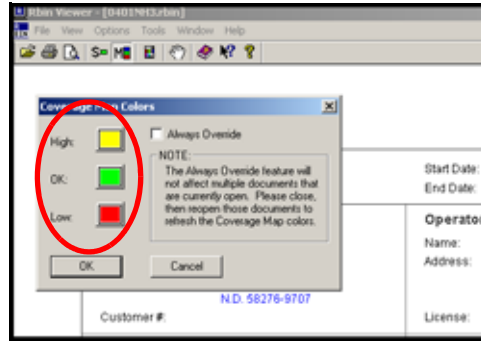 Rbin Viewer - [0401NH3.rbin]
File View Options Tools Window Help
Coverage Map Colors
High:
Always Override
NOTE:
The Always Override feature will
not affect multiple documents that
are currently open. Please close,
then reopen those documents to
refresh the Coverage Map colors.
OK:
Low:
OK
Cancel
Start Date:
End Date:
Operator
Name:
Address:
N.D. 58276-9707
Customer #:
License: